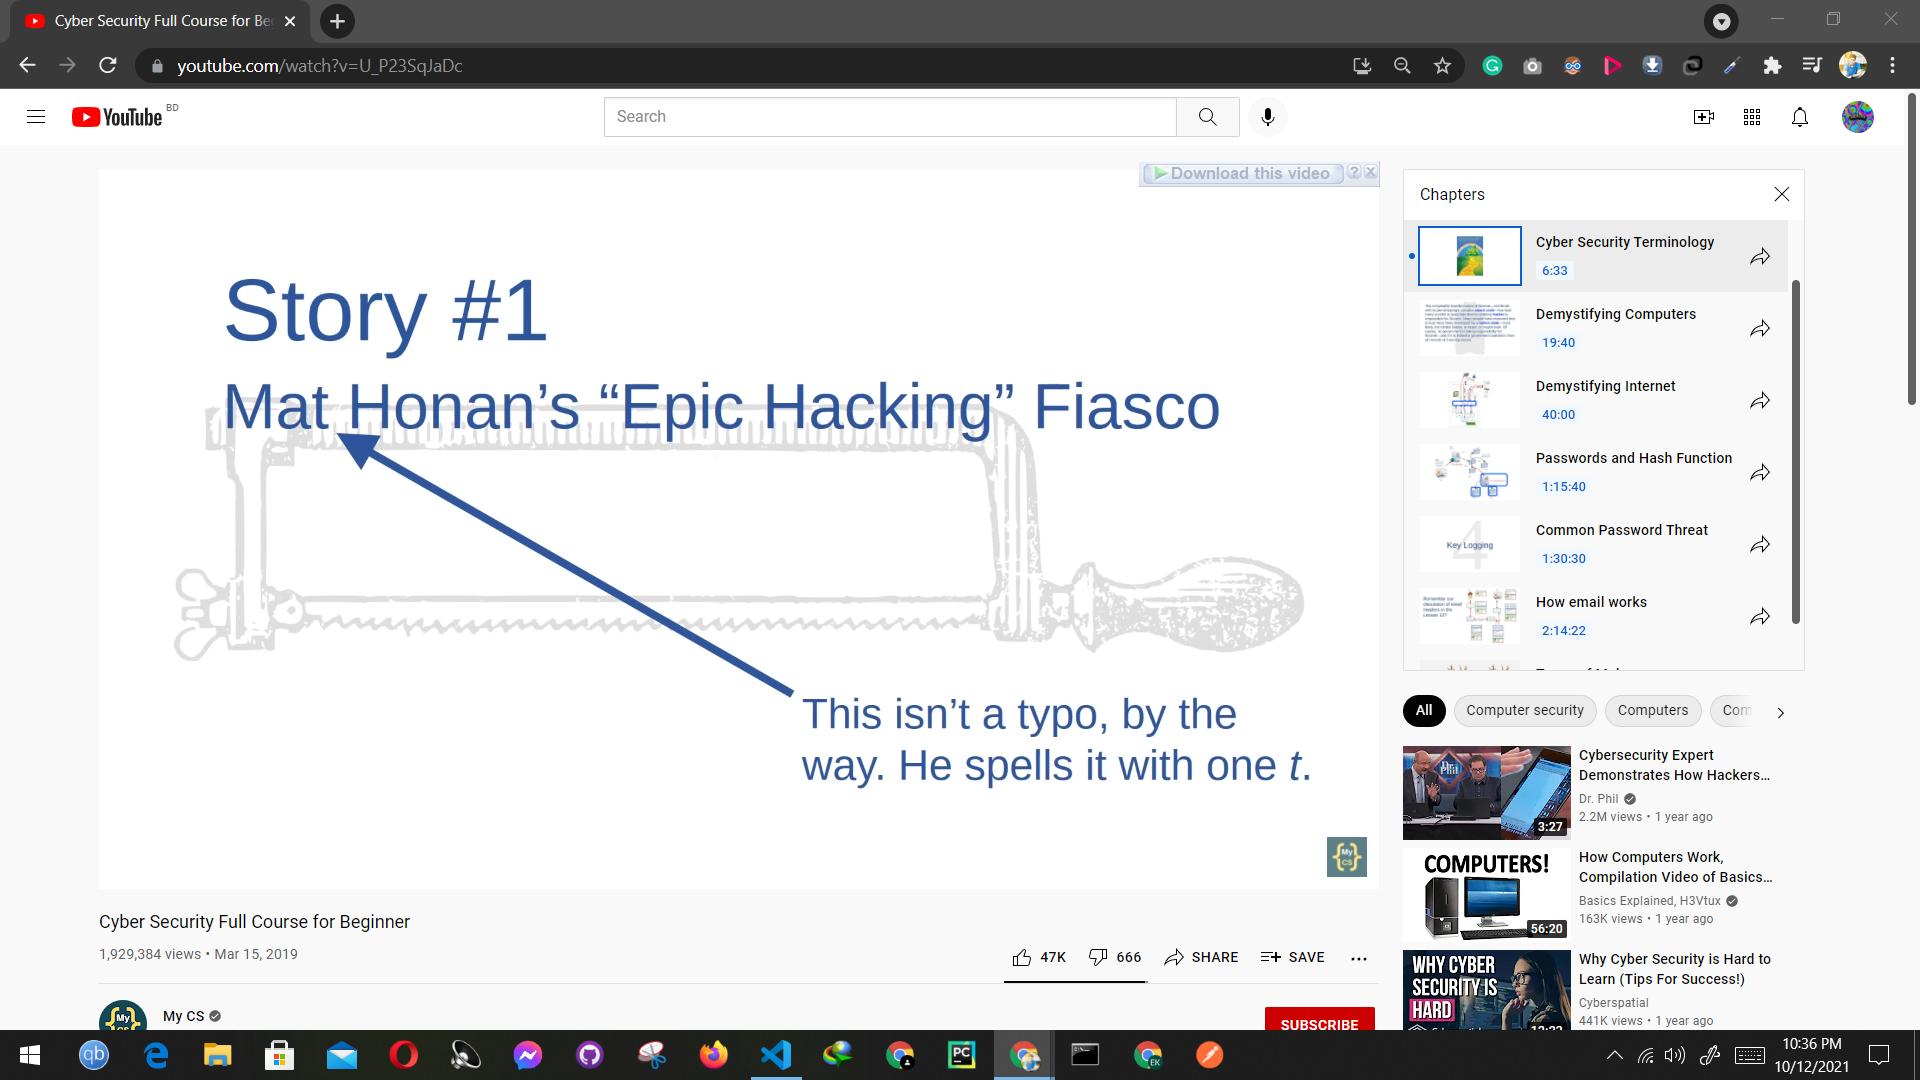 Cyber Security Full Course for Be
youtube.com/watch?v=U_P23SqJaDc
YouTube BD
Search
Download this video ? X
Story #1
Mat Honan’s “Epic Hacking” Fiasco
This isn’t a typo, by the
way. He spells it with one t.
My
CS
Cyber Security Full Course for Beginner
1,929,384 views • Mar 15, 2019
47K 666 SHARE SAVE
My CS
SUBSCRIBE
Chapters
Cyber Security Terminology
6:33
Demystifying Computers
19:40
Demystifying Internet
40:00
Passwords and Hash Function
1:15:40
4
Key Logging
Common Password Threat
1:30:30
How email works
2:14:22
All Computer security Computers Com
Cybersecurity Expert
Demonstrates How Hackers...
Dr. Phil
2.2M views • 1 year ago
3:27
COMPUTERS!
56:20
How Computers Work,
Compilation Video of Basics...
Basics Explained, H3Vtux
163K views • 1 year ago
WHY CYBER
SECURITY IS
HARD
Why Cyber Security is Hard to
Learn (Tips For Success!)
Cyberspatial
441K views • 1 year ago
qb
PC
EK
10:36 PM
10/12/2021